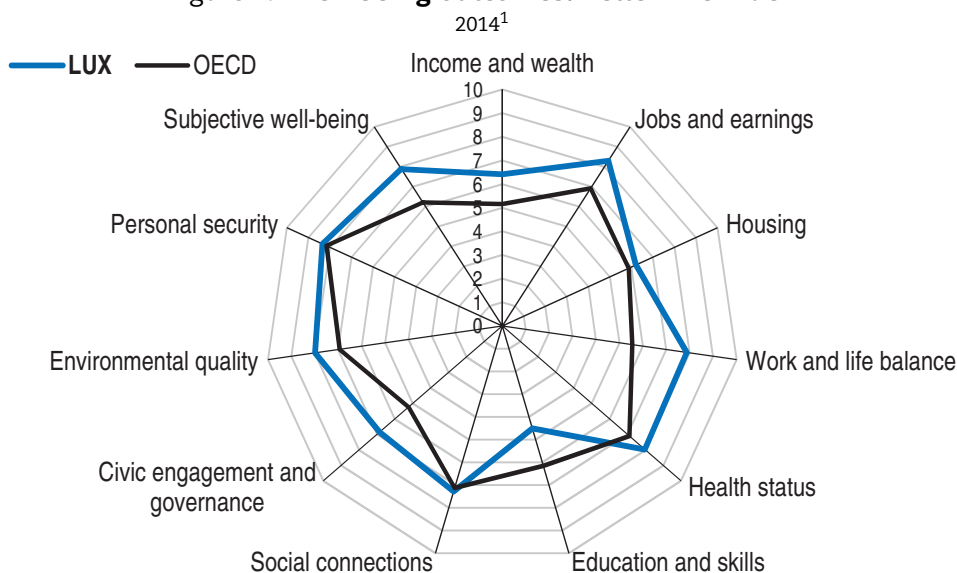 2014¹
LUX OECD
Income and wealth
Subjective well-being
Jobs and earnings
Personal security
Housing
Environmental quality
Work and life balance
Civic engagement and
governance
Health status
Social connections
Education and skills
10
9
8
7
6
5
4
3
2
1
0